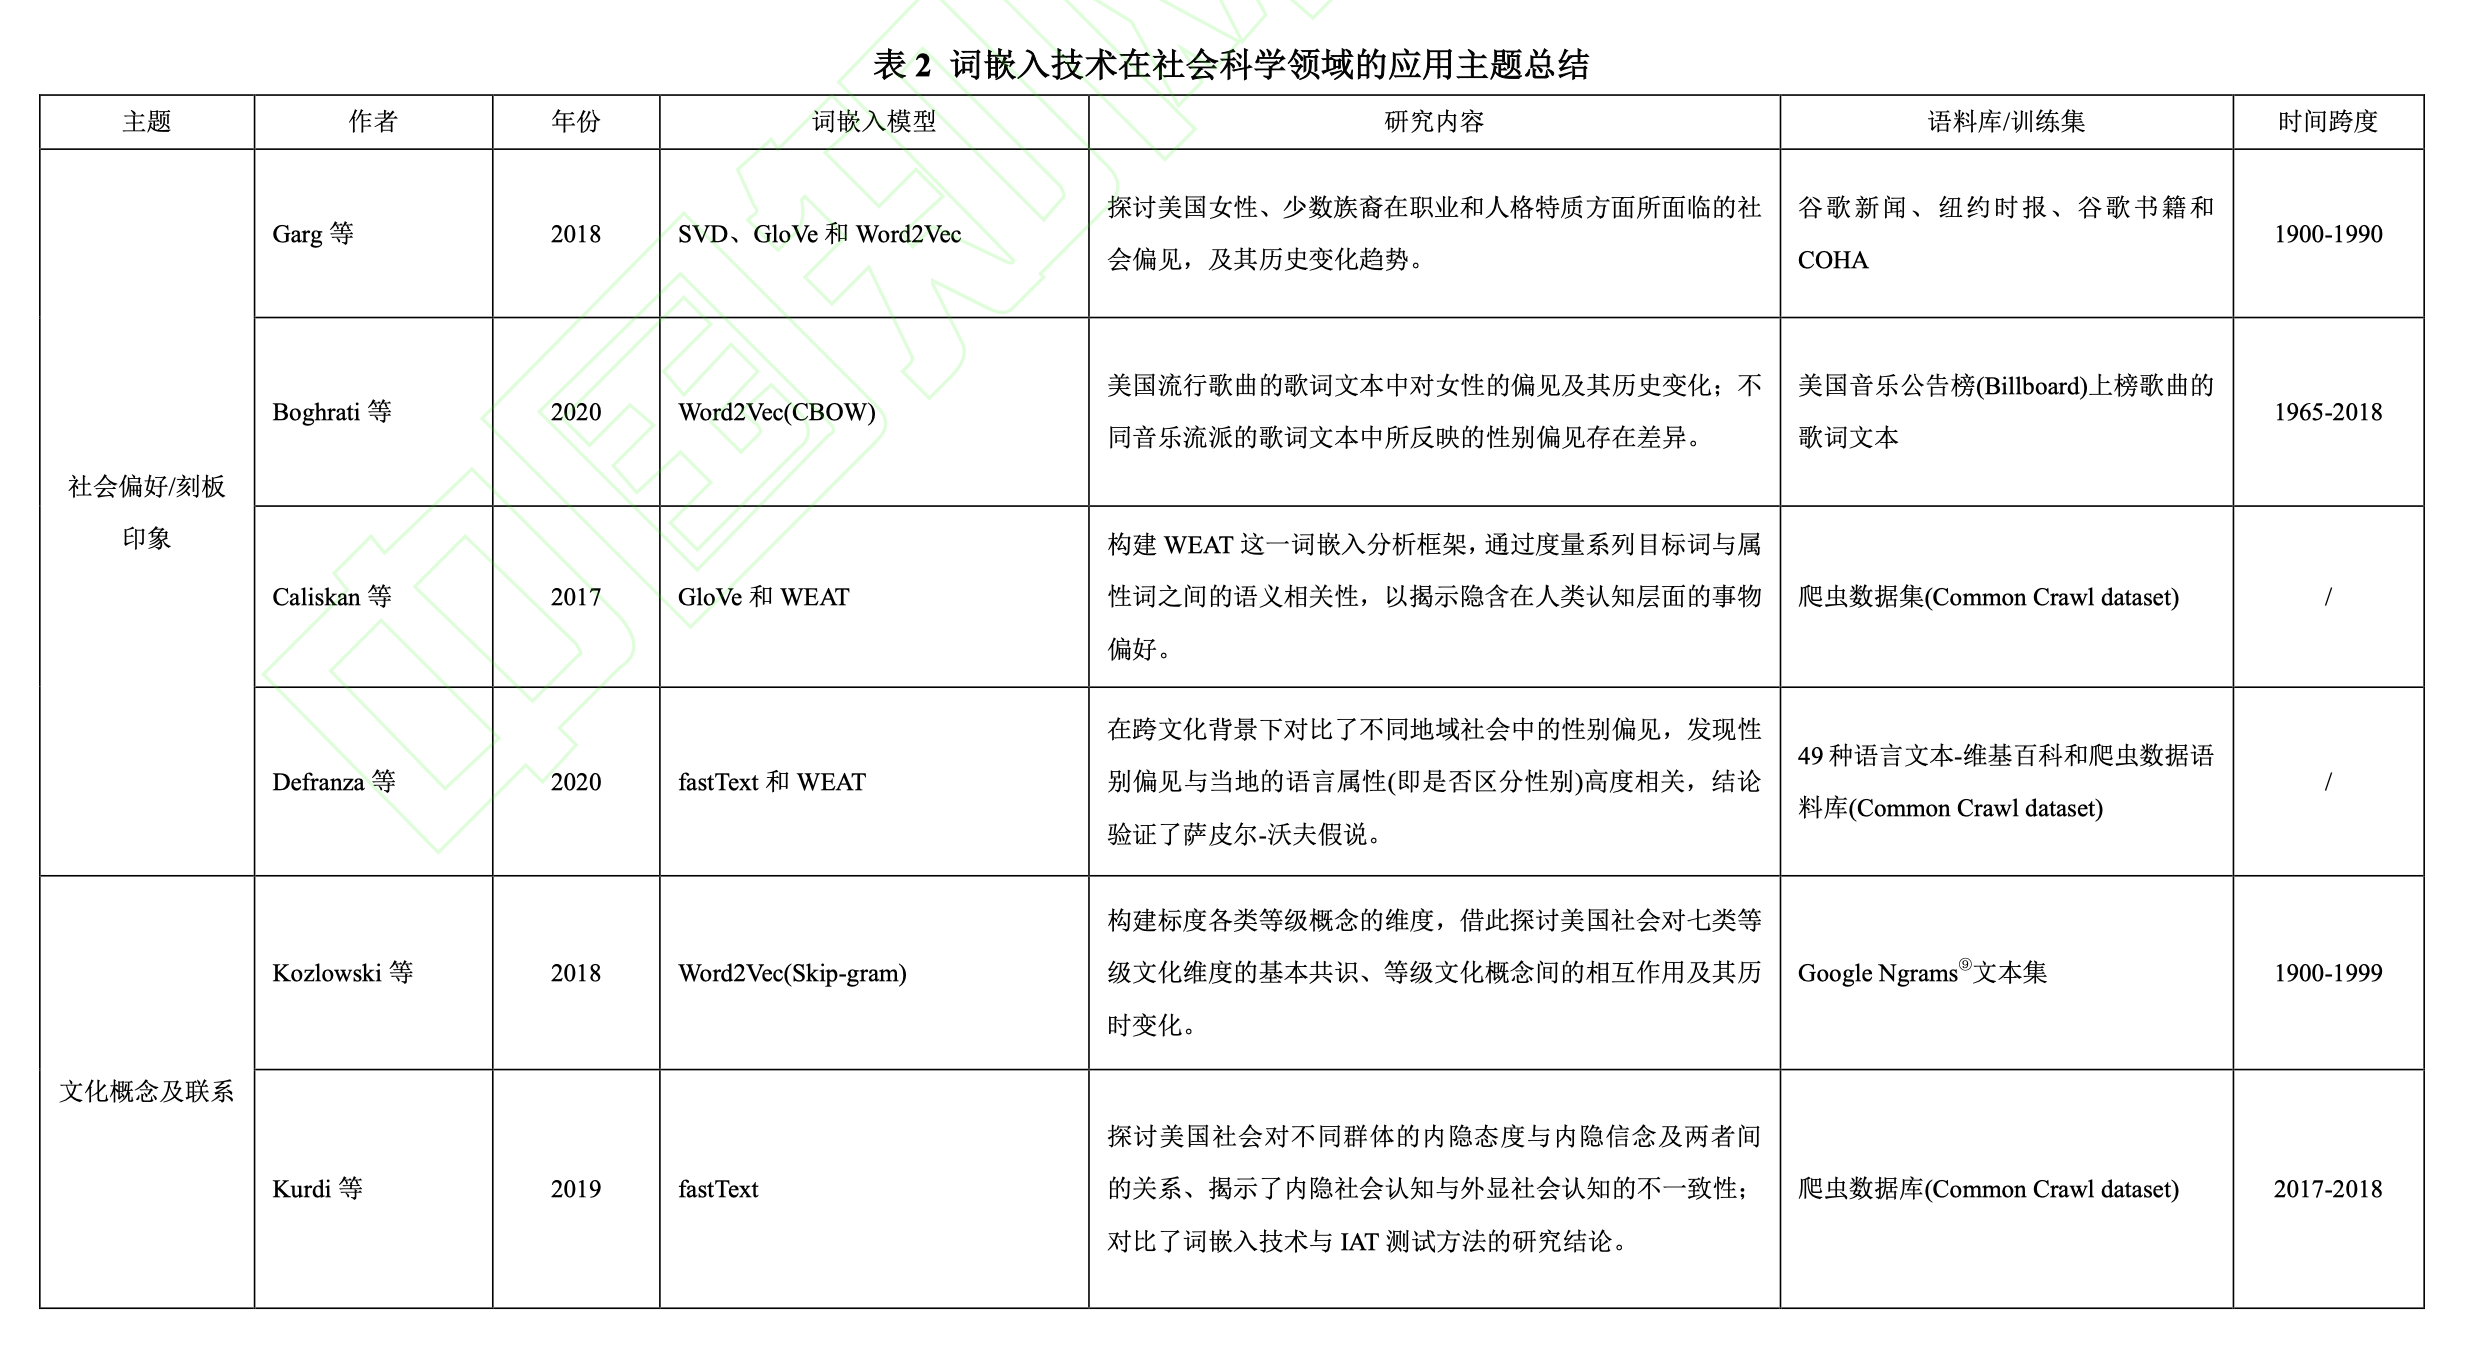 表 2 词嵌入技术在社会科学领域的应用主题总结
主题 作者 年份 词嵌入模型 研究内容 语料库/训练集 时间跨度
社会偏好/刻板
印象
Garg 等 2018 SVD、GloVe 和 Word2Vec
探讨美国女性、少数族裔在职业和人格特质方面所面临的社
会偏见，及其历史变化趋势。
谷歌新闻、纽约时报、谷歌书籍和
COHA
1900-1990
Boghrati 等 2020 Word2Vec(CBOW)
美国流行歌曲的歌词文本中对女性的偏见及其历史变化；不
同音乐流派的歌词文本中所反映的性别偏见存在差异。
美国音乐公告榜(Billboard)上榜歌曲的
歌词文本
1965-2018
Caliskan 等 2017 GloVe 和 WEAT
构建 WEAT 这一词嵌入分析框架，通过度量系列目标词与属
性词之间的语义相关性，以揭示隐含在人类认知层面的事物
偏好。
爬虫数据集(Common Crawl dataset)
/
Defranza 等 2020 fastText 和 WEAT
在跨文化背景下对比了不同地域社会中的性别偏见，发现性
别偏见与当地的语言属性(即是否区分性别)高度相关，结论
验证了萨皮尔-沃夫假说。
49 种语言文本-维基百科和爬虫数据语
料库(Common Crawl dataset)
/
文化概念及联系
Kozlowski 等 2018 Word2Vec(Skip-gram)
构建标度各类等级概念的维度，借此探讨美国社会对七类等
级文化维度的基本共识、等级文化概念间的相互作用及其历
时变化。
Google Ngrams⑨文本集
1900-1999
Kurdi 等 2019 fastText
探讨美国社会对不同群体的内隐态度与内隐信念及两者间
的关系、揭示了内隐社会认知与外显社会认知的不一致性；
对比了词嵌入技术与 IAT 测试方法的研究结论。
爬虫数据库(Common Crawl dataset)
2017-2018
中国知网